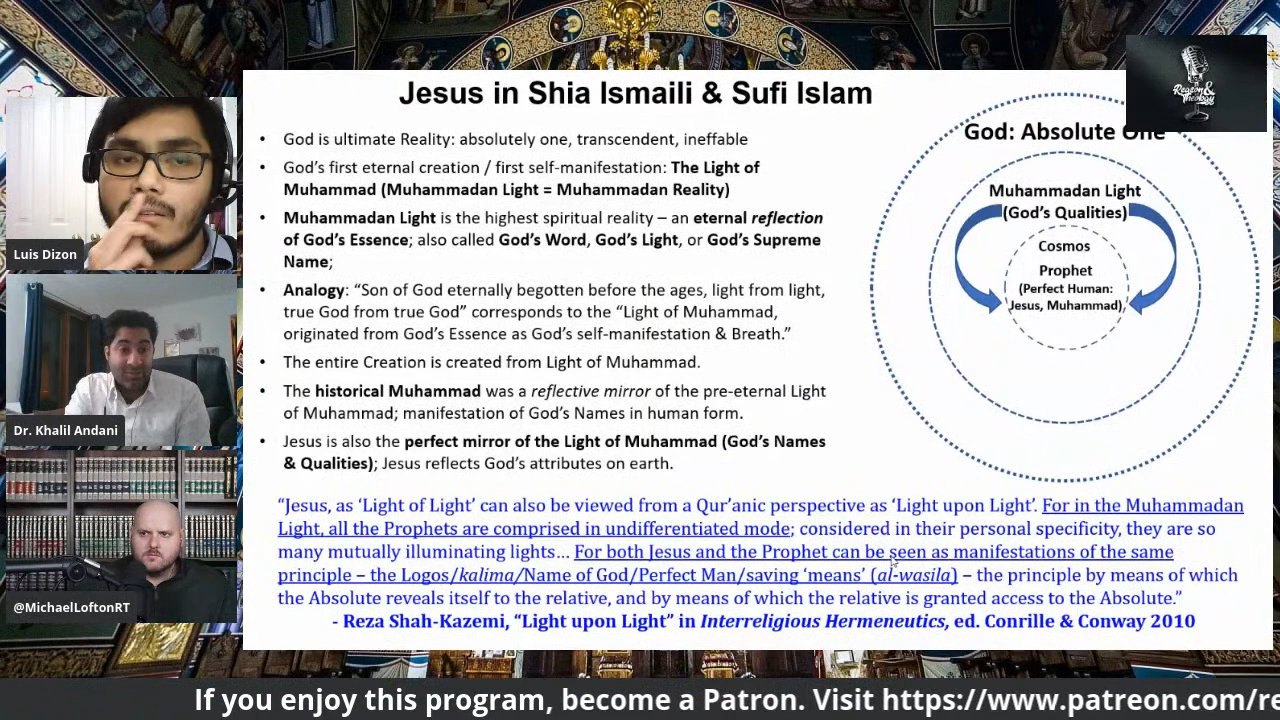 Jesus in Shia Ismaili & Sufi Islam
• God is ultimate Reality: absolutely one, transcendent, ineffable
• God’s first eternal creation / first self-manifestation: The Light of
Muhammad (Muhammadan Light = Muhammadan Reality)
• Muhammadan Light is the highest spiritual reality – an eternal reflection
of God’s Essence; also called God’s Word, God’s Light, or God’s Supreme
Name;
• Analogy: “Son of God eternally begotten before the ages, light from light,
true God from true God” corresponds to the “Light of Muhammad,
originated from God’s Essence as God’s self-manifestation & Breath.”
• The entire Creation is created from Light of Muhammad.
• The historical Muhammad was a reflective mirror of the pre-eternal Light
of Muhammad; manifestation of God’s Names in human form.
• Jesus is also the perfect mirror of the Light of Muhammad (God’s Names
& Qualities); Jesus reflects God’s attributes on earth.
God: Absolute One
Muhammadan Light
(God’s Qualities)
Cosmos
Prophet
(Perfect Human:
Jesus, Muhammad)
“Jesus, as ‘Light of Light’ can also be viewed from a Qur’anic perspective as ‘Light upon Light’. For in the Muhammadan
Light, all the Prophets are comprised in undifferentiated mode; considered in their personal specificity, they are so
many mutually illuminating lights… For both Jesus and the Prophet can be seen as manifestations of the same
principle – the Logos/kalima/Name of God/Perfect Man/saving ‘means’ (al-wasila) – the principle by means of which
the Absolute reveals itself to the relative, and by means of which the relative is granted access to the Absolute.”
- Reza Shah-Kazemi, “Light upon Light” in Interreligious Hermeneutics, ed. Conrille & Conway 2010
Reason &
Theology
Luis Dizon
Dr. Khalil Andani
@MichaelLoftonRT
If you enjoy this program, become a Patron. Visit https://www.patreon.com/re